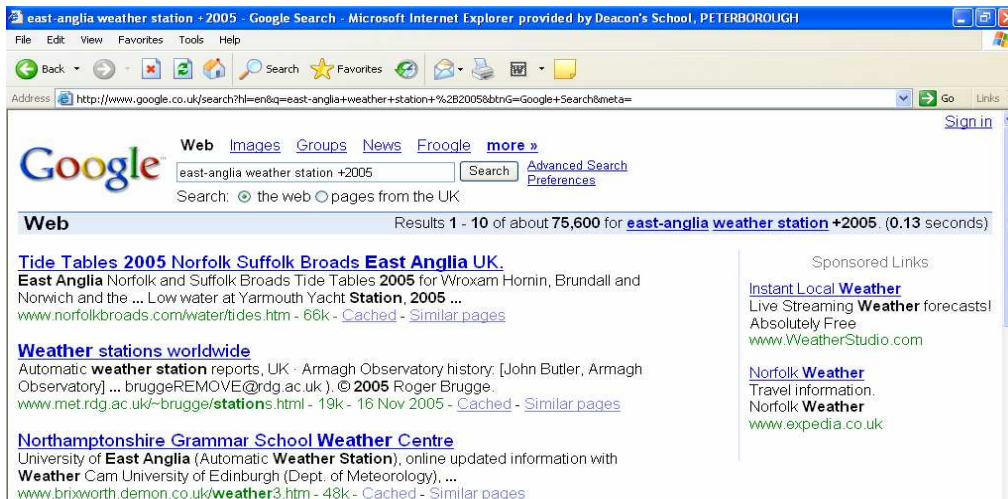 east-anglia weather station +2005 - Google Search - Microsoft Internet Explorer provided by Deacon's School, PETERBOROUGH
File Edit View Favorites Tools Help
Back Search Favorites
Address http://www.google.co.uk/search?hl=en&q=east-anglia+weather+station+%2B2005&btnG=Google+Search&meta= Go Links
Sign in
Web Images Groups News Froogle more »
Google
east-anglia weather station +2005 Search Advanced Search
Preferences
Search: the web pages from the UK
Web Results 1 - 10 of about 75,600 for east-anglia weather station +2005. (0.13 seconds)
Tide Tables 2005 Norfolk Suffolk Broads East Anglia UK.
East Anglia Norfolk and Suffolk Broads Tide Tables 2005 for Wroxam Hornin, Brundall and
Norwich and the ... Low water at Yarmouth Yacht Station, 2005 ...
www.norfolkbroads.com/water/tides.htm - 66k - Cached - Similar pages
Weather stations worldwide
Automatic weather station reports, UK · Armagh Observatory history: [John Butler, Armagh
Observatory] ... bruggeREMOVE@rdg.ac.uk ). © 2005 Roger Brugge.
www.met.rdg.ac.uk/~brugge/stations.html - 19k - 16 Nov 2005 - Cached - Similar pages
Northamptonshire Grammar School Weather Centre
University of East Anglia (Automatic Weather Station), online updated information with
Weather Cam University of Edinburgh (Dept. of Meteorology), ...
www.brixworth.demon.co.uk/weather3.htm - 48k - Cached - Similar pages
Sponsored Links
Instant Local Weather
Live Streaming Weather forecasts!
Absolutely Free
www.WeatherStudio.com
Norfolk Weather
Travel information.
Norfolk Weather
www.expedia.co.uk